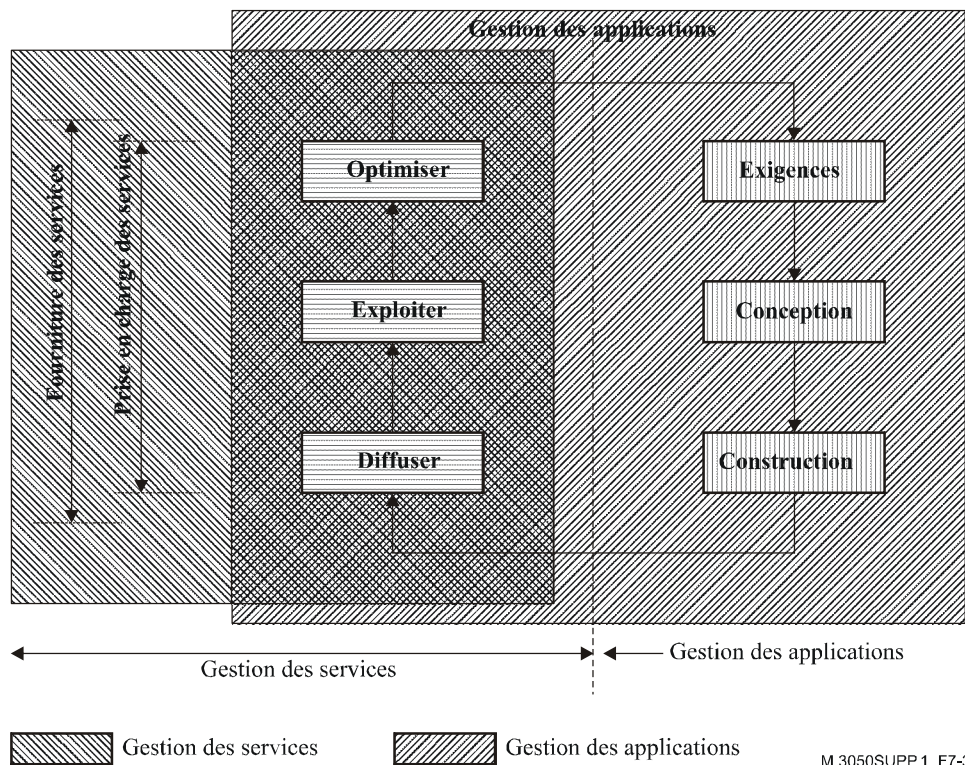 Gestion des applications
Fourniture des services
Prise en charge des services
Optimiser
Exigences
Exploiter
Conception
Diffuser
Construction
Gestion des services
Gestion des applications
Gestion des services
Gestion des applications